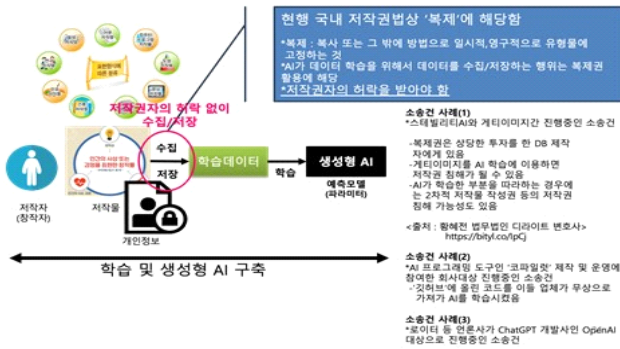 현행 국내 저작권법상 '복제'에 해당함
*복제 : 복사 또는 그 밖에 방법으로 일시적,영구적으로 유형물에
고정하는 것
*AI가 데이터 학습을 위해서 데이터를 수집/저장하는 행위는 복제권
활용에 해당
*저작권자의 허락을 받아야 함
저작권자의 허락 없이
수집/저장
수집
저장
학습데이터
학습
생성형 AI
예측모델
(파라미터)
저작자
(창작자)
저작물
개인정보
학습 및 생성형 AI 구축
소송건 사례(1)
*스테빌리티AI와 게티이미지간 진행중인 소송건
-복제권은 상당한 투자를 한 DB 제작
자에게 있음
-게티이미지를 AI 학습에 이용하면
저작권 침해가 될 수 있음
-AI가 학습한 부분을 따라하는 경우에
는 2차적 저작물 작성권 등의 저작권
침해 가능성도 있음
<출처 : 황혜진 법무법인 디라이트 변호사>
https://bityl.co/IpCj
소송건 사례(2)
*AI 프로그래밍 도구인 '코파일럿' 제작 및 운영에
참여한 회사대상 진행중인 소송건
-'깃허브'에 올린 코드를 이들 업체가 무상으로
가져가 AI를 학습시켰음
소송건 사례(3)
*로이터 등 언론사가 ChatGPT 개발사인 OpenAI
대상으로 진행중인 소송건